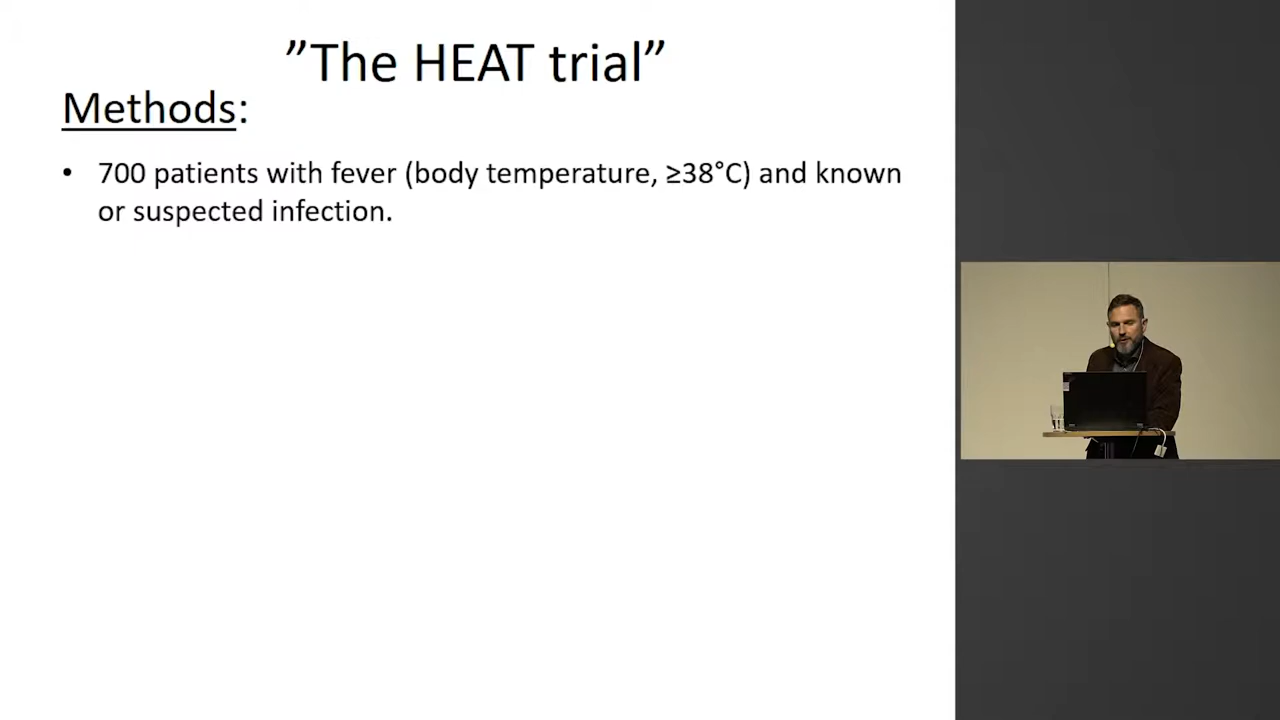 ”The HEAT trial”
Methods:
• 700 patients with fever (body temperature, ≥38°C) and known
or suspected infection.